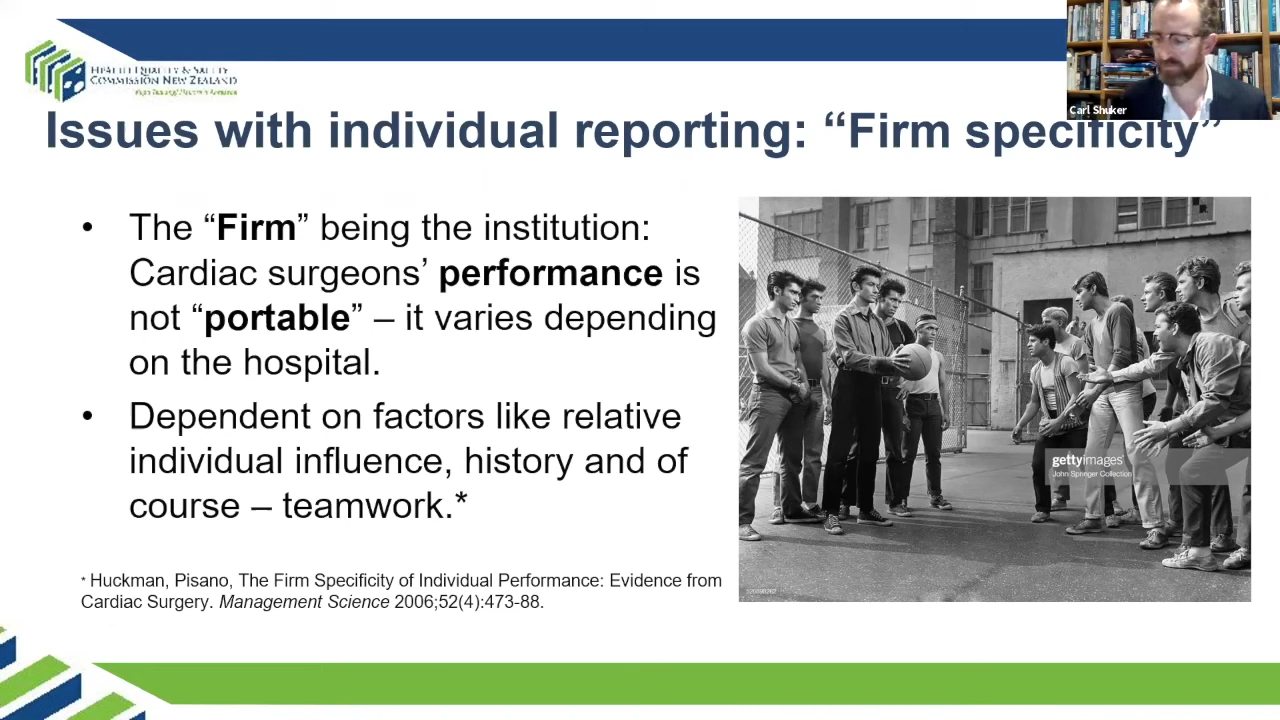 HEALTH QUALITY & SAFETY
COMMISSION NEW ZEALAND
Carl Shuker
Issues with individual reporting: “Firm specificity”
• The “Firm” being the institution:
Cardiac surgeons’ performance is
not “portable” – it varies depending
on the hospital.
• Dependent on factors like relative
individual influence, history and of
course – teamwork.*
gettyimages
John Springer Collection
* Huckman, Pisano, The Firm Specificity of Individual Performance: Evidence from
Cardiac Surgery. Management Science 2006;52(4):473-88.